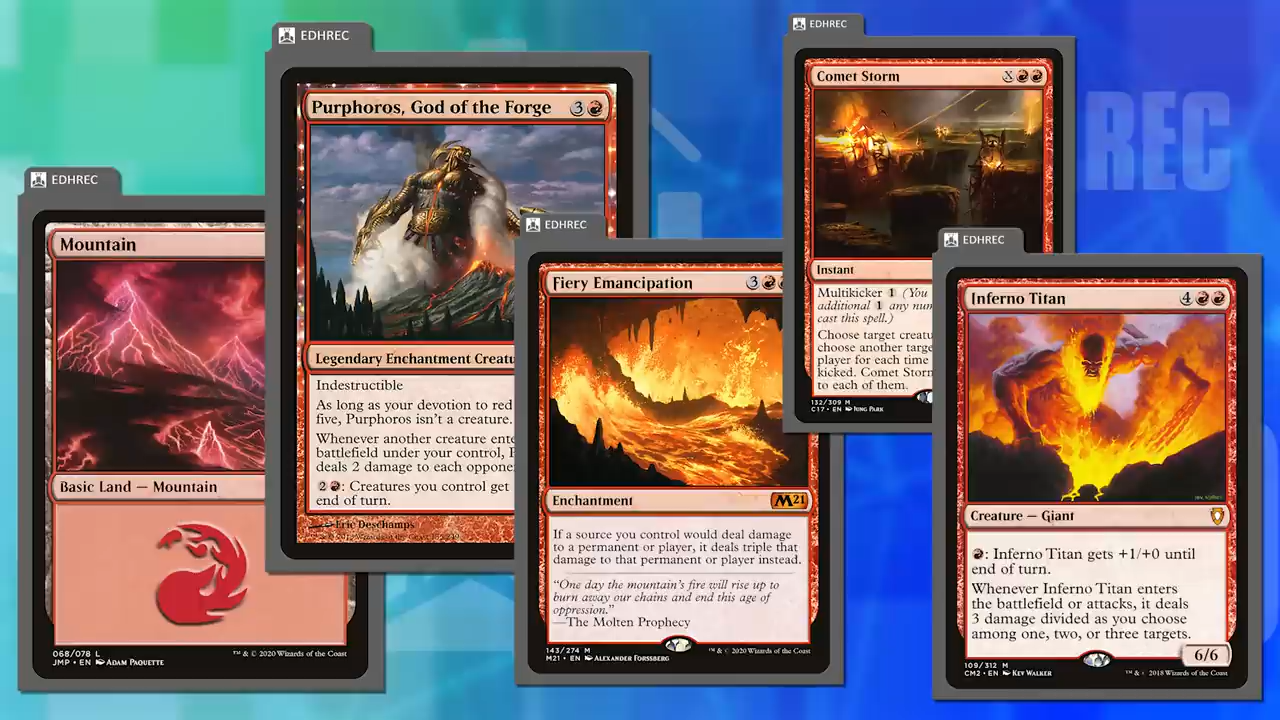 EDHREC
Mountain
Basic Land — Mountain
068/078 L
JMP • EN ADAM PAQUETTE
™ & © 2020 Wizards of the Coast
EDHREC
Purphoros, God of the Forge 3
Legendary Enchantment Creatu
Indestructible
As long as your devotion to red
five, Purphoros isn't a creature.
Whenever another creature ente
battlefield under your control, P
deals 2 damage to each oppone
2 : Creatures you control get
end of turn.
Eric Deschamps
EDHREC
Fiery Emancipation 3
Enchantment M21
If a source you control would deal damage
to a permanent or player, it deals triple that
damage to that permanent or player instead.
“One day the mountain's fire will rise up to
burn away our chains and end this age of
oppression.”
—The Molten Prophecy
143/274 M
M21 • EN ALEXANDER FORSSBERG
™ & © 2020 Wizards of the Coast
EDHREC
Comet Storm X
Instant
Multikicker 1 (You
additional 1 any num
cast this spell.)
Choose target creatu
choose another targe
player for each time
kicked. Comet Storm
to each of them.
132/309 M
C17 • EN JUNG PARK
EDHREC
Inferno Titan 4
Creature — Giant
: Inferno Titan gets +1/+0 until
end of turn.
Whenever Inferno Titan enters
the battlefield or attacks, it deals
3 damage divided as you choose
among one, two, or three targets.
6/6
109/312 M
CM2 • EN KEV WALKER
™ & © 2018 Wizards of the Coast
REC